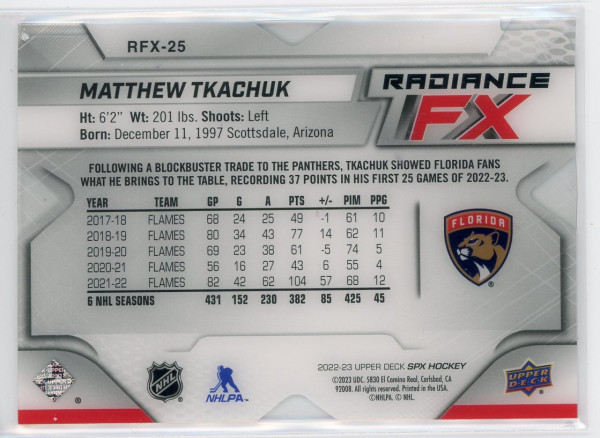 RFX-25
MATTHEW TKACHUK
RADIANCE
FX
Ht: 6'2" Wt: 201 lbs. Shoots: Left
Born: December 11, 1997 Scottsdale, Arizona
FOLLOWING A BLOCKBUSTER TRADE TO THE PANTHERS, TKACHUK SHOWED FLORIDA FANS
WHAT HE BRINGS TO THE TABLE, RECORDING 37 POINTS IN HIS FIRST 25 GAMES OF 2022-23.
YEAR TEAM GP G A PTS +/- PIM PPG
2017-18 FLAMES 68 24 25 49 -1 61 10
2018-19 FLAMES 80 34 43 77 14 62 11
2019-20 FLAMES 69 23 38 61 -5 74 5
2020-21 FLAMES 56 16 27 43 6 55 4
2021-22 FLAMES 82 42 62 104 57 68 12
6 NHL SEASONS 431 152 230 382 85 425 45
FLORIDA
®
NHL
NHLPA™
2022-23 UPPER DECK SPX HOCKEY
©2023 UDC. 5830 El Camino Real, Carlsbad, CA
92008. All rights reserved. Printed in the USA.
©NHLPA. © NHL.
UPPER
DECK
®